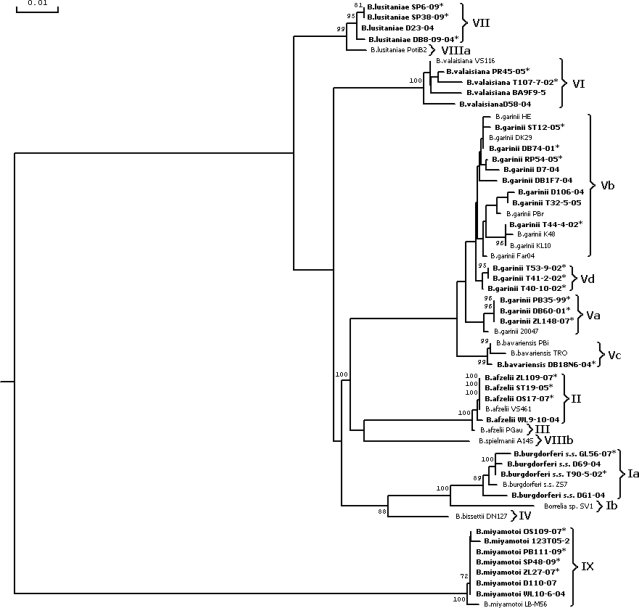 0.01
81
B.lusitaniae SP6-09*
B.lusitaniae SP38-09*
95
B.lusitaniae D23-04
VII
99
B.lusitaniae DB8-09-04*
B.lusitaniae PotiB2
VIIIa
B.valaisiana VS116
B.valaisiana PR45-05*
100
B.valaisiana T107-7-02*
VI
B.valaisiana BA9F9-5
B.valaisianaD58-04
B.garinii HE
B.garinii ST12-05*
B.garinii DK29
B.garinii DB74-01*
B.garinii RP54-05*
B.garinii D7-04
B.garinii DB1F7-04
Vb
B.garinii D106-04
B.garinii T32-5-05
B.garinii PBr
B.garinii T44-4-02*
B.garinii K48
96
B.garinii KL10
B.garinii Far04
95
B.garinii T53-9-02*
B.garinii T41-2-02*
Vd
B.garinii T40-10-02*
96
B.garinii PB35-99*
96
B.garinii DB60-01*
Va
B.garinii ZL148-07*
B.garinii 20047
B.bavariensis PBi
99
B.bavariensis TRO
Vc
99
B.bavariensis DB18N6-04*
100
B.afzelii ZL109-07*
100
B.afzelii ST19-05*
100
B.afzelii OS17-07*
II
B.afzelii VS461
B.afzelii WL9-10-04
100
B.afzelii PGau
III
B.spielmanii A14S
VIIIb
B.burgdorferi s.s. GL56-07*
100
B.burgdorferi s.s. D69-04
B.burgdorferi s.s. T90-5-02*
Ia
89
B.burgdorferi s.s. ZS7
100
B.burgdorferi s.s. DG1-04
Borrelia sp. SV1
Ib
88
B.bissettii DN127
IV
B.miyamotoi OS109-07*
B.miyamotoi 123T05-2
B.miyamotoi PB111-09*
B.miyamotoi SP48-09*
IX
72
B.miyamotoi ZL27-07*
B.miyamotoi D110-07
B.miyamotoi WL10-6-04
100
B.miyamotoi LB-MS6